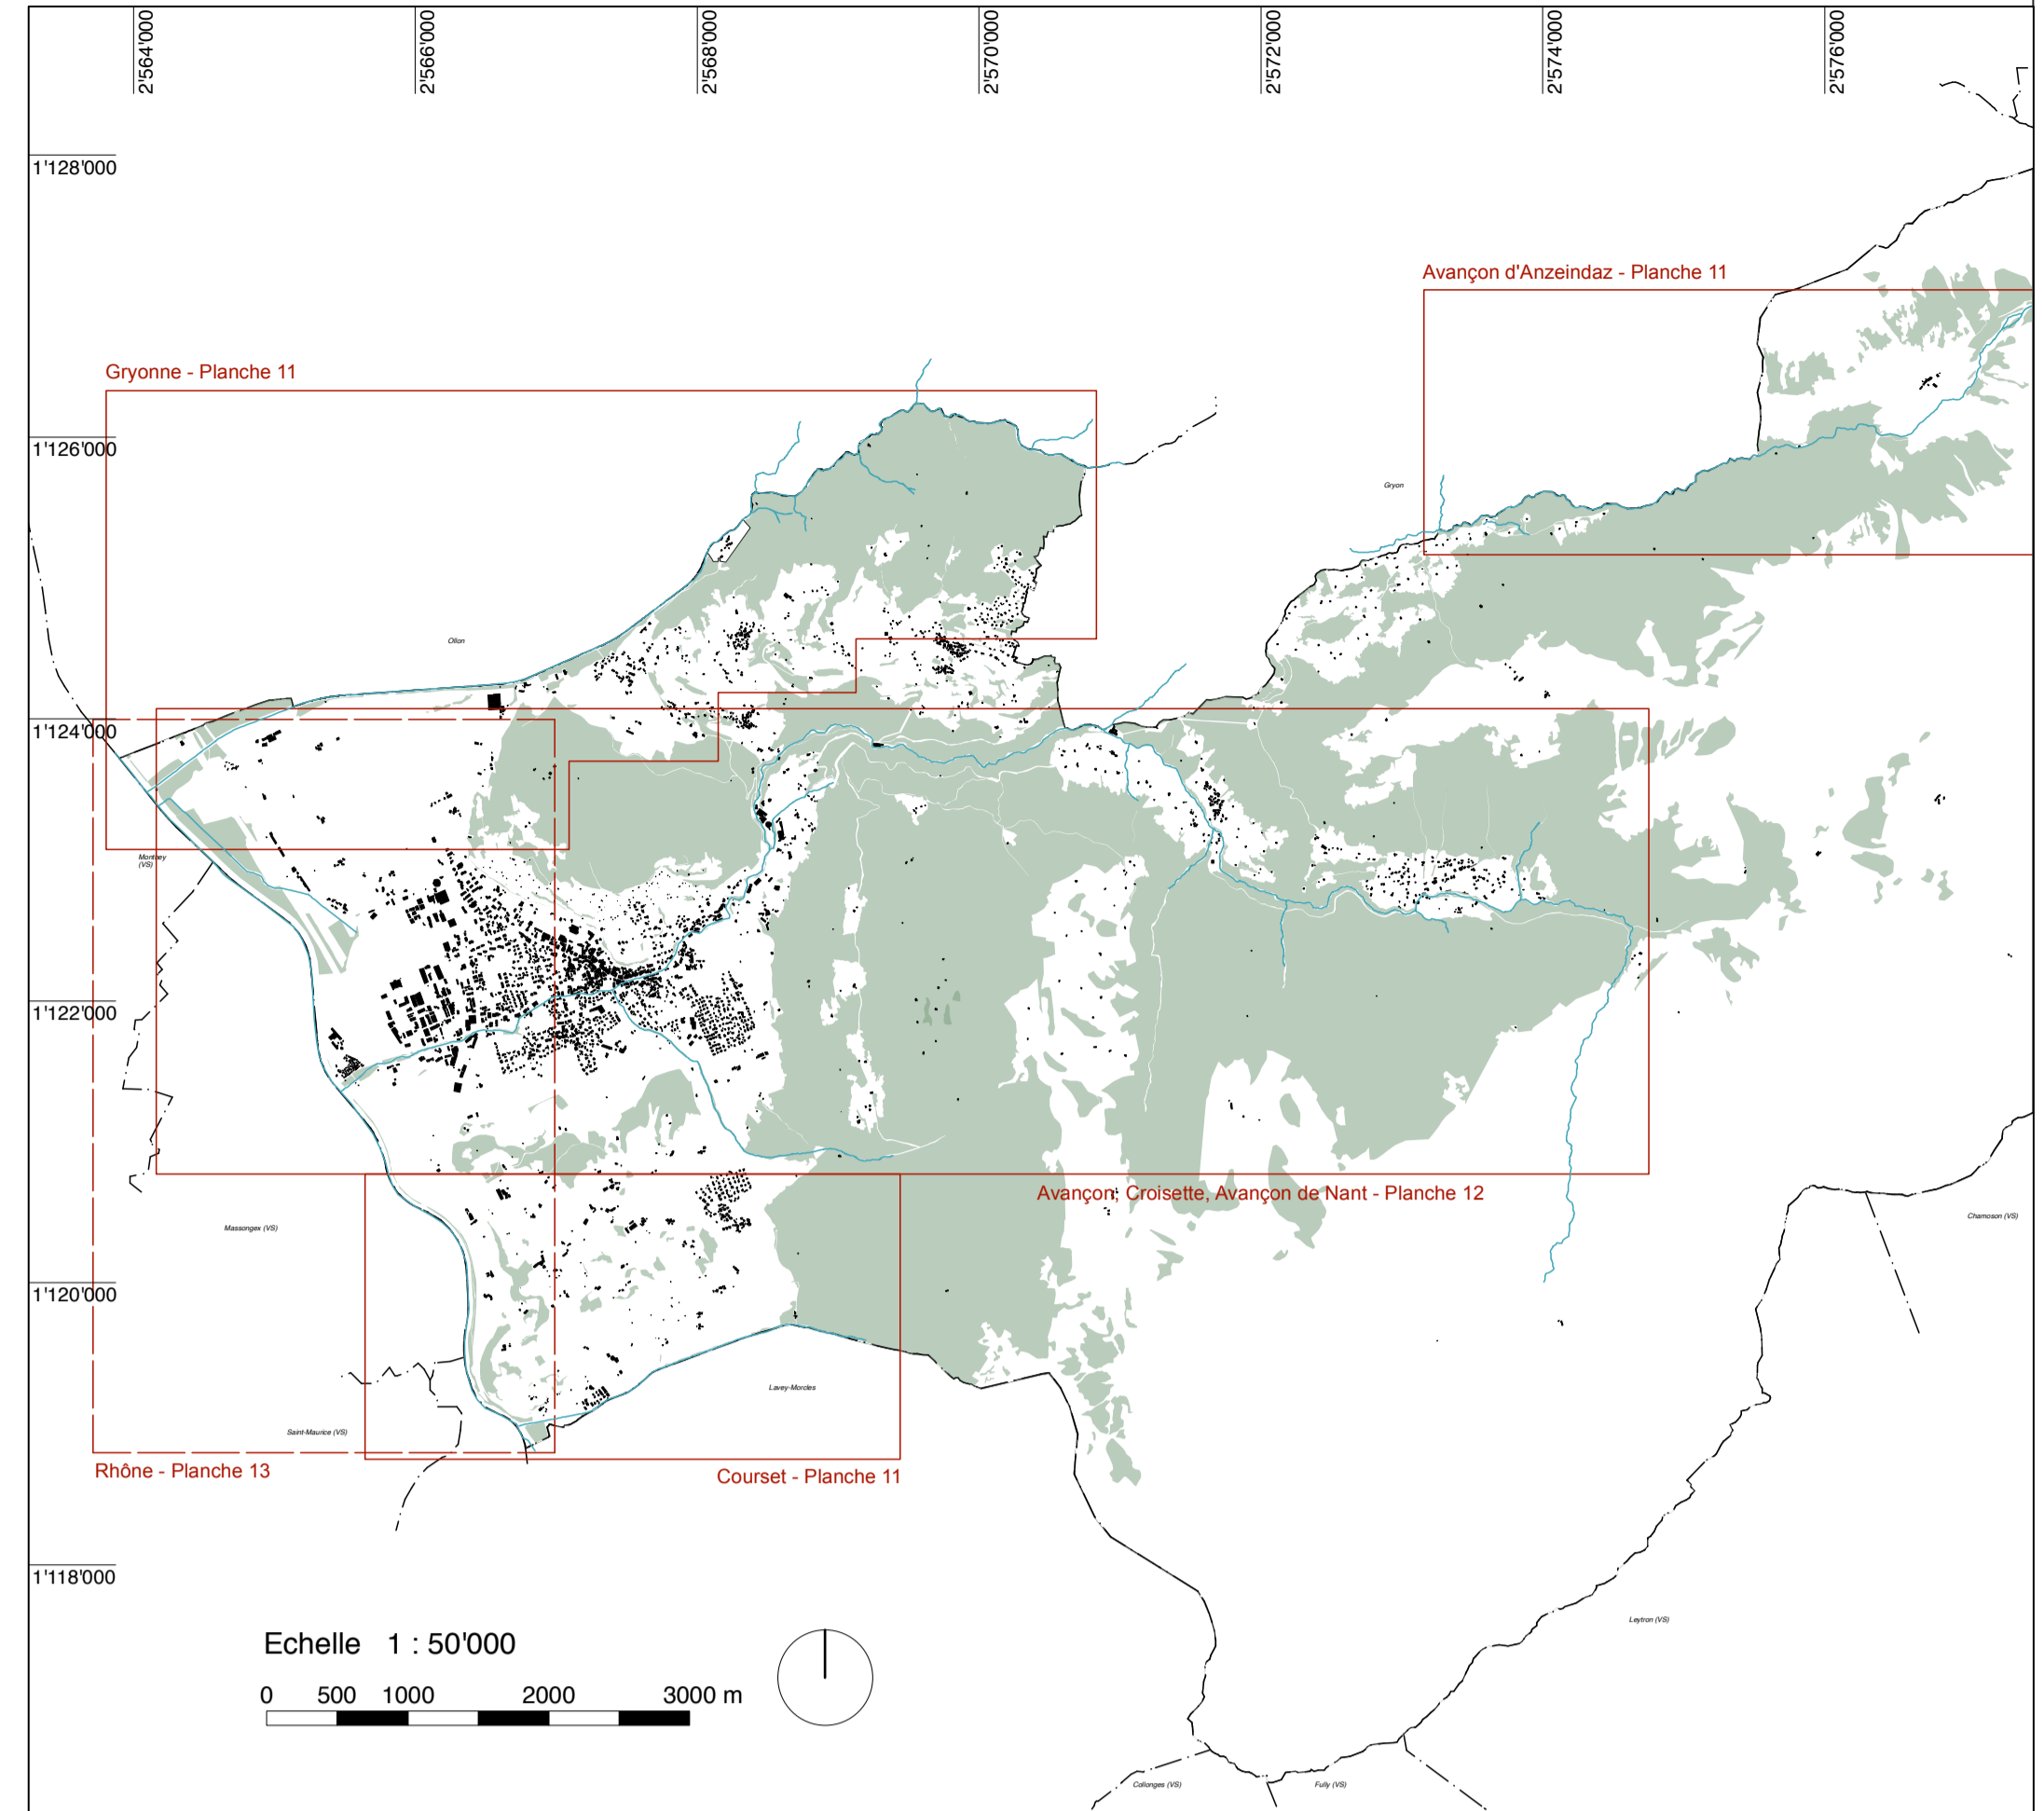 2'564'000
2'566'000
2'568'000
2'570'000
2'572'000
2'574'000
2'576'000
1'128'000
Avançon d'Anzeindaz - Planche 11
Gryonne - Planche 11
1'126'000
Gryon
Ollon
1'124'000
Monthey
(VS)
1'122'000
Avançon, Croisette, Avançon de Nant - Planche 12
Massongex (VS)
Chamoson (VS)
1'120'000
Lavey-Morcles
Saint-Maurice (VS)
Rhône - Planche 13
Courset - Planche 11
1'118'000
Leytron (VS)
Echelle 1 : 50'000
0 500 1000 2000 3000 m
Collonges (VS)
Fully (VS)